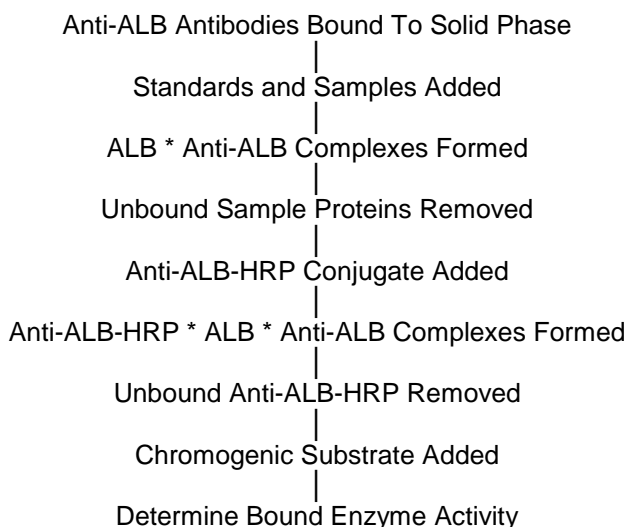 Anti-ALB Antibodies Bound To Solid Phase
Standards and Samples Added
ALB * Anti-ALB Complexes Formed
Unbound Sample Proteins Removed
Anti-ALB-HRP Conjugate Added
Anti-ALB-HRP * ALB * Anti-ALB Complexes Formed
Unbound Anti-ALB-HRP Removed
Chromogenic Substrate Added
Determine Bound Enzyme Activity